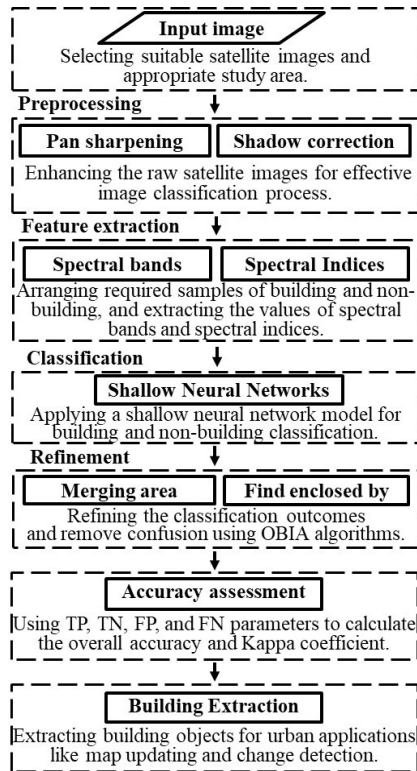 Input image
Selecting suitable satellite images and
appropriate study area.
Preprocessing
Pan sharpening
Shadow correction
Enhancing the raw satellite images for effective
image classification process.
Feature extraction
Spectral bands
Spectral Indices
Arranging required samples of building and non-
building, and extracting the values of spectral
bands and spectral indices.
Classification
Shallow Neural Networks
Applying a shallow neural network model for
building and non-building classification.
Refinement
Merging area
Find enclosed by
Refining the classification outcomes
and remove confusion using OBIA algorithms.
Accuracy assessment
Using TP, TN, FP, and FN parameters to calculate
the overall accuracy and Kappa coefficient.
Building Extraction
Extracting building objects for urban applications
like map updating and change detection.